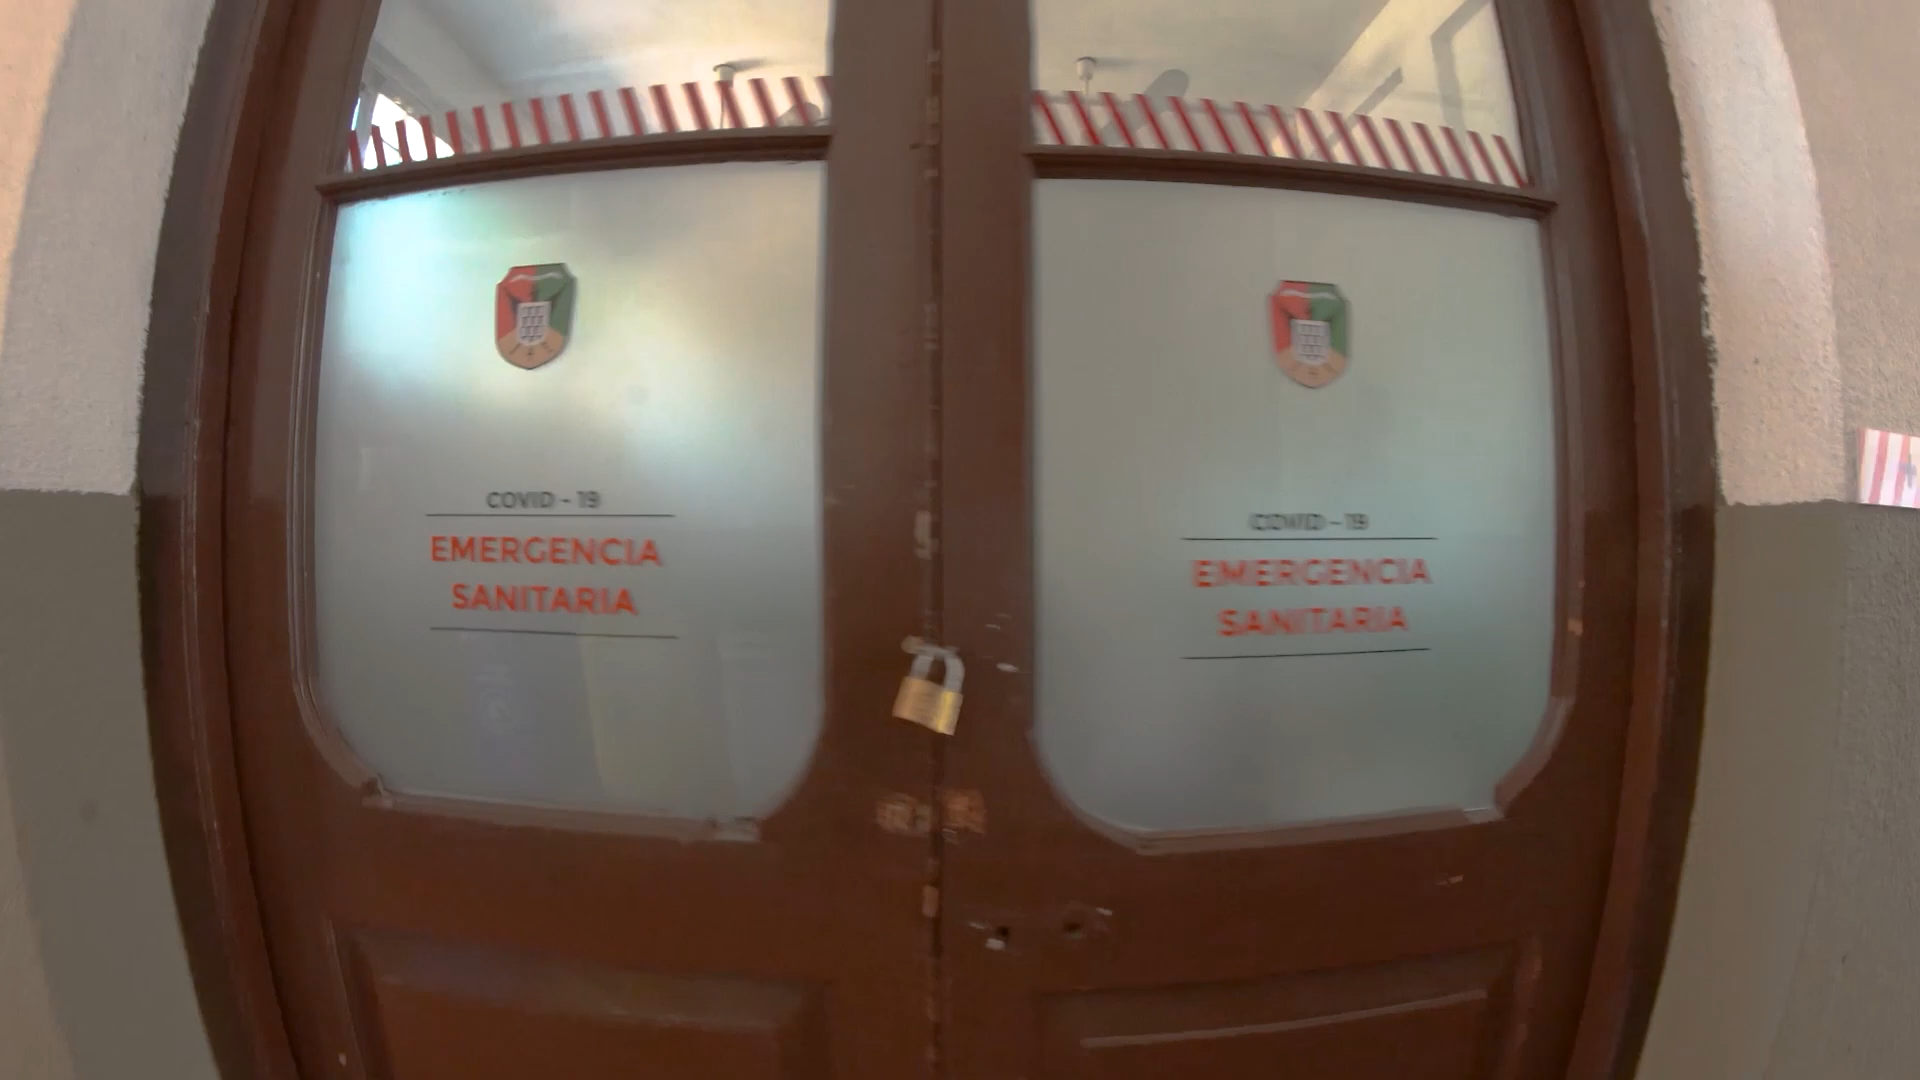 COVID - 19
EMERGENCIA
SANITARIA
COVID - 19
EMERGENCIA
SANITARIA